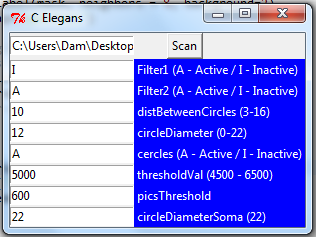 C Elegans
C:\Users\Dam\Desktop Scan
I Filter1 (A - Active / I - Inactive)
A Filter2 (A - Active / I - Inactive)
10 distBetweenCircles (3-16)
12 circleDiameter (0-22)
A cercles (A - Active / I - Inactive)
5000 thresholdVal (4500 - 6500)
600 picsThreshold
22 circleDiameterSoma (22)